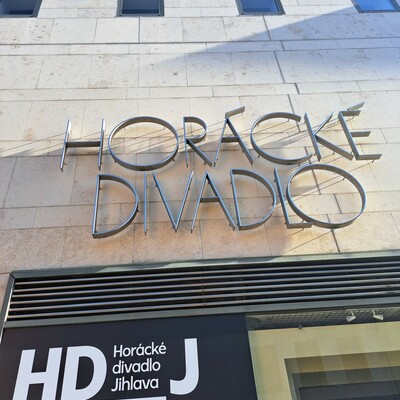 HORÁCKÉ
DIVADLO
HD
Horácké
divadlo
Jihlava
J